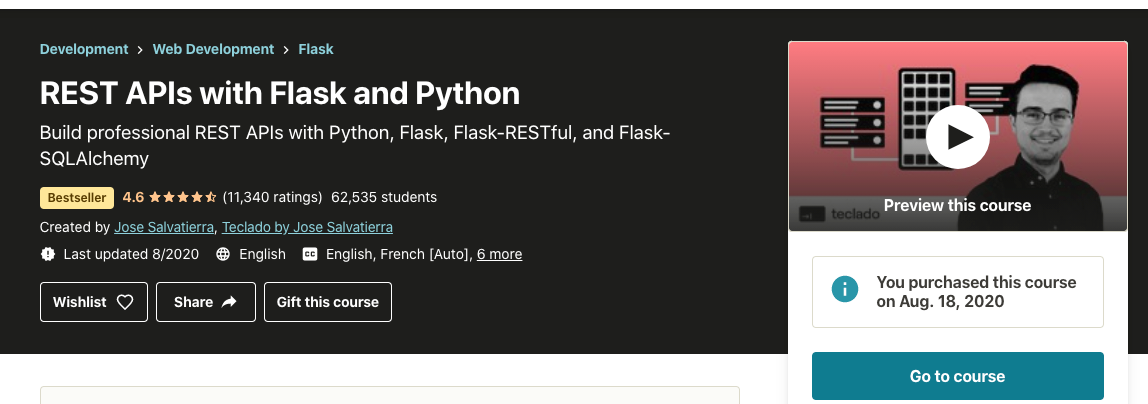 Development > Web Development > Flask
REST APIs with Flask and Python
Build professional REST APIs with Python, Flask, Flask-RESTful, and Flask-
SQLAlchemy
Bestseller 4.6 (11,340 ratings) 62,535 students
Created by Jose Salvatierra, Teclado by Jose Salvatierra
Last updated 8/2020 English CC English, French [Auto], 6 more
Wishlist Share Gift this course
teclado
Preview this course
You purchased this course
on Aug. 18, 2020
Go to course